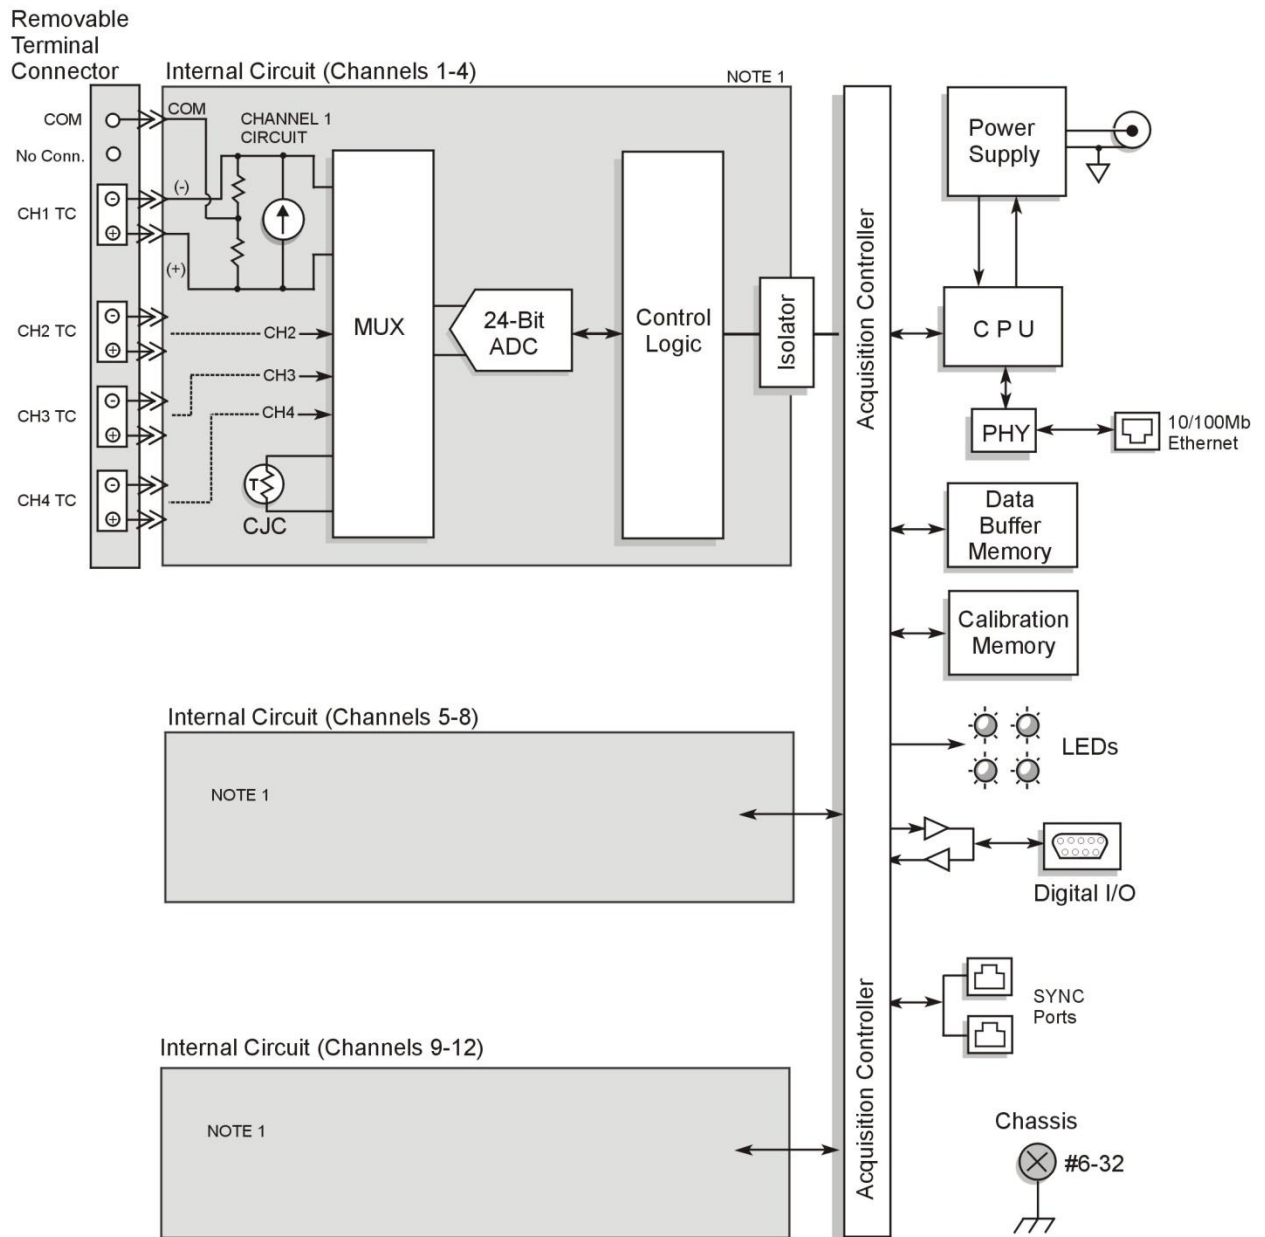 Removable
Terminal
Connector
Internal Circuit (Channels 1-4)
NOTE 1
COM
COM
CHANNEL 1
CIRCUIT
No Conn.
CH1 TC
(-)
(+)
CH2 TC
CH2
CH3
CH3 TC
CH4
CH4 TC
T
CJC
MUX
24-Bit
ADC
Control
Logic
Isolator
Acquisition Controller
Power
Supply
CPU
PHY
10/100Mb
Ethernet
Data
Buffer
Memory
Calibration
Memory
Internal Circuit (Channels 5-8)
NOTE 1
LEDs
Digital I/O
SYNC
Ports
Internal Circuit (Channels 9-12)
NOTE 1
Acquisition Controller
Chassis
#6-32